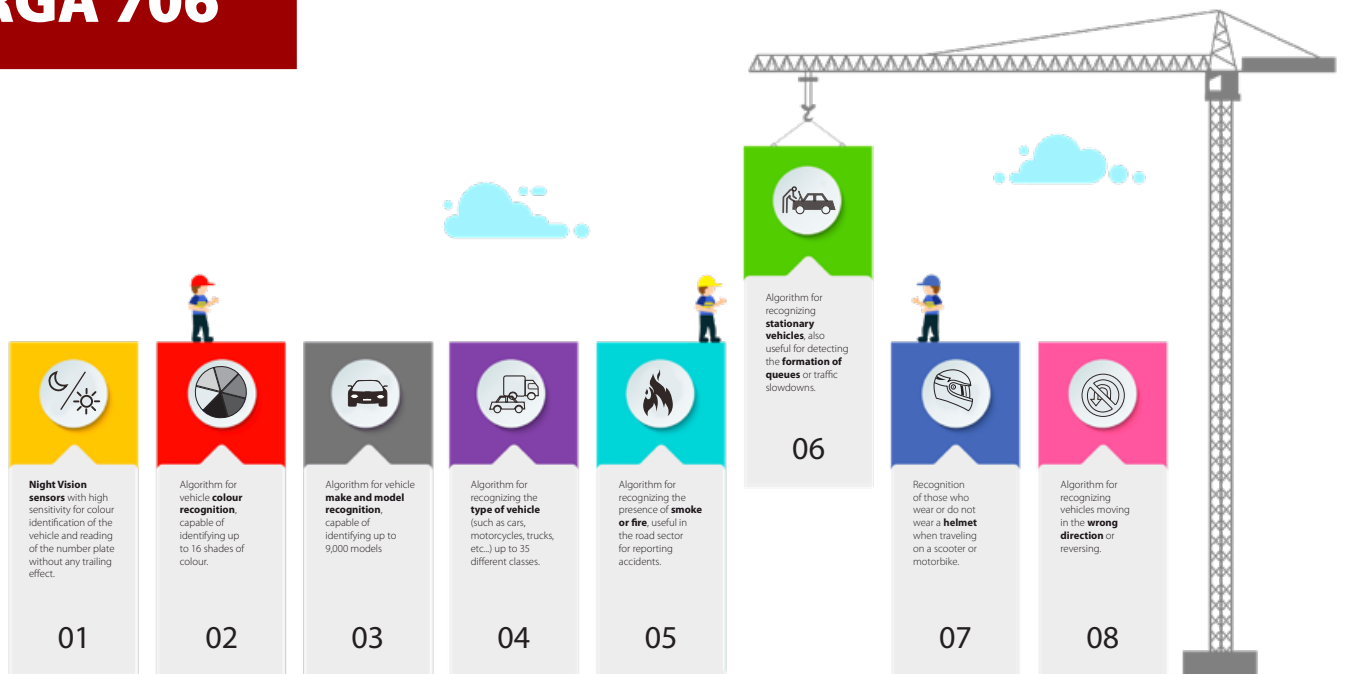 RGA 706
Night Vision
sensors with high
sensitivity for colour
identification of the
vehicle and reading
of the number plate
without any trailing
effect.
01
Algorithm for
vehicle colour
recognition,
capable of
identifying up
to 16 shades of
colour.
02
Algorithm for vehicle
make and model
recognition,
capable of
identifying up to
9,000 models
03
Algorithm for
recognizing the
type of vehicle
(such as cars,
motorcycles, trucks,
etc...) up to 35
different classes.
04
Algorithm for
recognizing the
presence of smoke
or fire, useful in
the road sector
for reporting
accidents.
05
Algorithm for
recognizing
stationary
vehicles, also
useful for detecting
the formation of
queues or traffic
slowdowns.
06
Recognition
of those who
wear or do not
wear a helmet
when traveling
on a scooter or
motorbike.
07
Algorithm for
recognizing
vehicles moving
in the wrong
direction or
reversing.
08